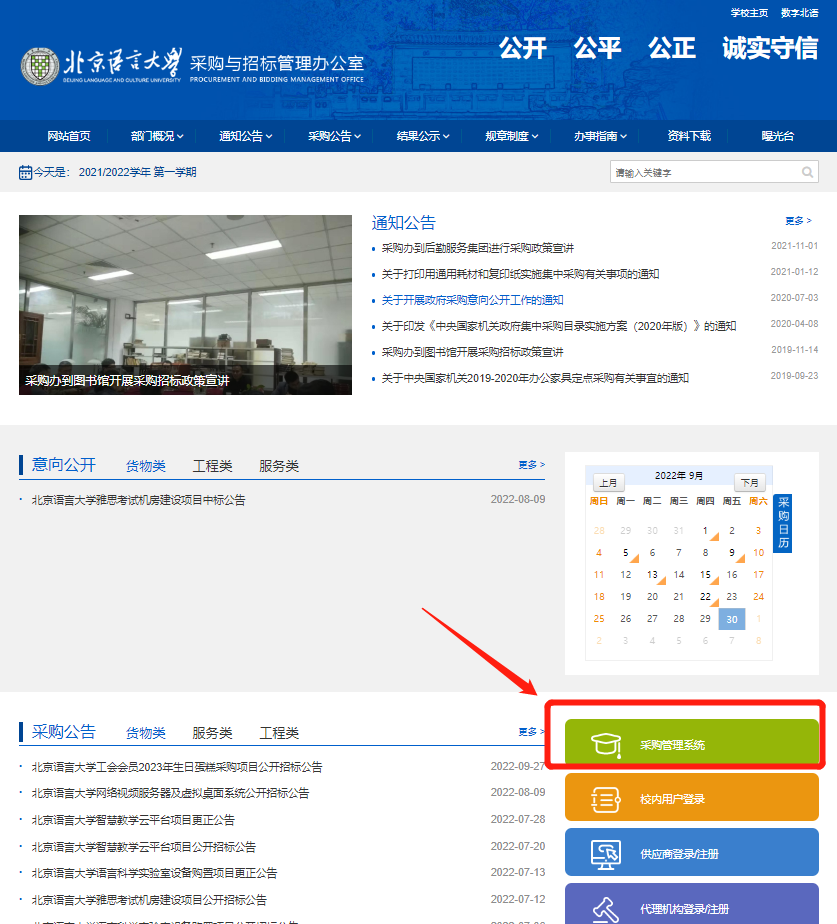 学校主页 数字北语
北京语言大学 采购与招标管理办公室
BEIJING LANGUAGE AND CULTURE UNIVERSITY PROCUREMENT AND BIDDING MANAGEMENT OFFICE
公开 公平 公正 诚实守信
网站首页 部门概况 通知公告 采购公告 结果公示 规章制度 办事指南 资料下载 曝光台
今天是： 2021/2022学年 第一学期
请输入关键字
通知公告 更多 >
采购办到后勤服务集团进行采购政策宣讲 2021-11-01
关于打印用通用耗材和复印纸实施集中采购有关事项的通知 2021-01-12
关于开展政府采购意向公开工作的通知 2020-07-03
关于印发《中央国家机关政府集中采购目录实施方案（2020年版）》的通知 2020-04-08
采购办到图书馆开展采购招标政策宣讲 2019-11-14
关于中央国家机关2019-2020年办公家具定点采购有关事宜的通知 2019-09-23
采购办到图书馆开展采购招标政策宣讲
意向公开 货物类 工程类 服务类 更多 >
北京语言大学雅思考试机房建设项目中标公告 2022-08-09
上月 2022年 9月 下月
周日 周一 周二 周三 周四 周五 周六
28 29 30 31 1 2 3
4 5 6 7 8 9 10
11 12 13 14 15 16 17
18 19 20 21 22 23 24
25 26 27 28 29 30 1
2 3 4 5 6 7 8
采购日历
采购公告 货物类 服务类 工程类 更多 >
北京语言大学工会会员2023年生日蛋糕采购项目公开招标公告 2022-09-27
北京语言大学网络视频服务器及虚拟桌面系统公开招标公告 2022-08-09
北京语言大学智慧教学云平台项目更正公告 2022-07-28
北京语言大学智慧教学云平台项目公开招标公告 2022-07-20
北京语言大学语言科学实验室设备购置项目更正公告 2022-07-13
北京语言大学雅思考试机房建设项目公开招标公告 2022-07-12
采购管理系统
校内用户登录
供应商登录/注册
代理机构登录/注册